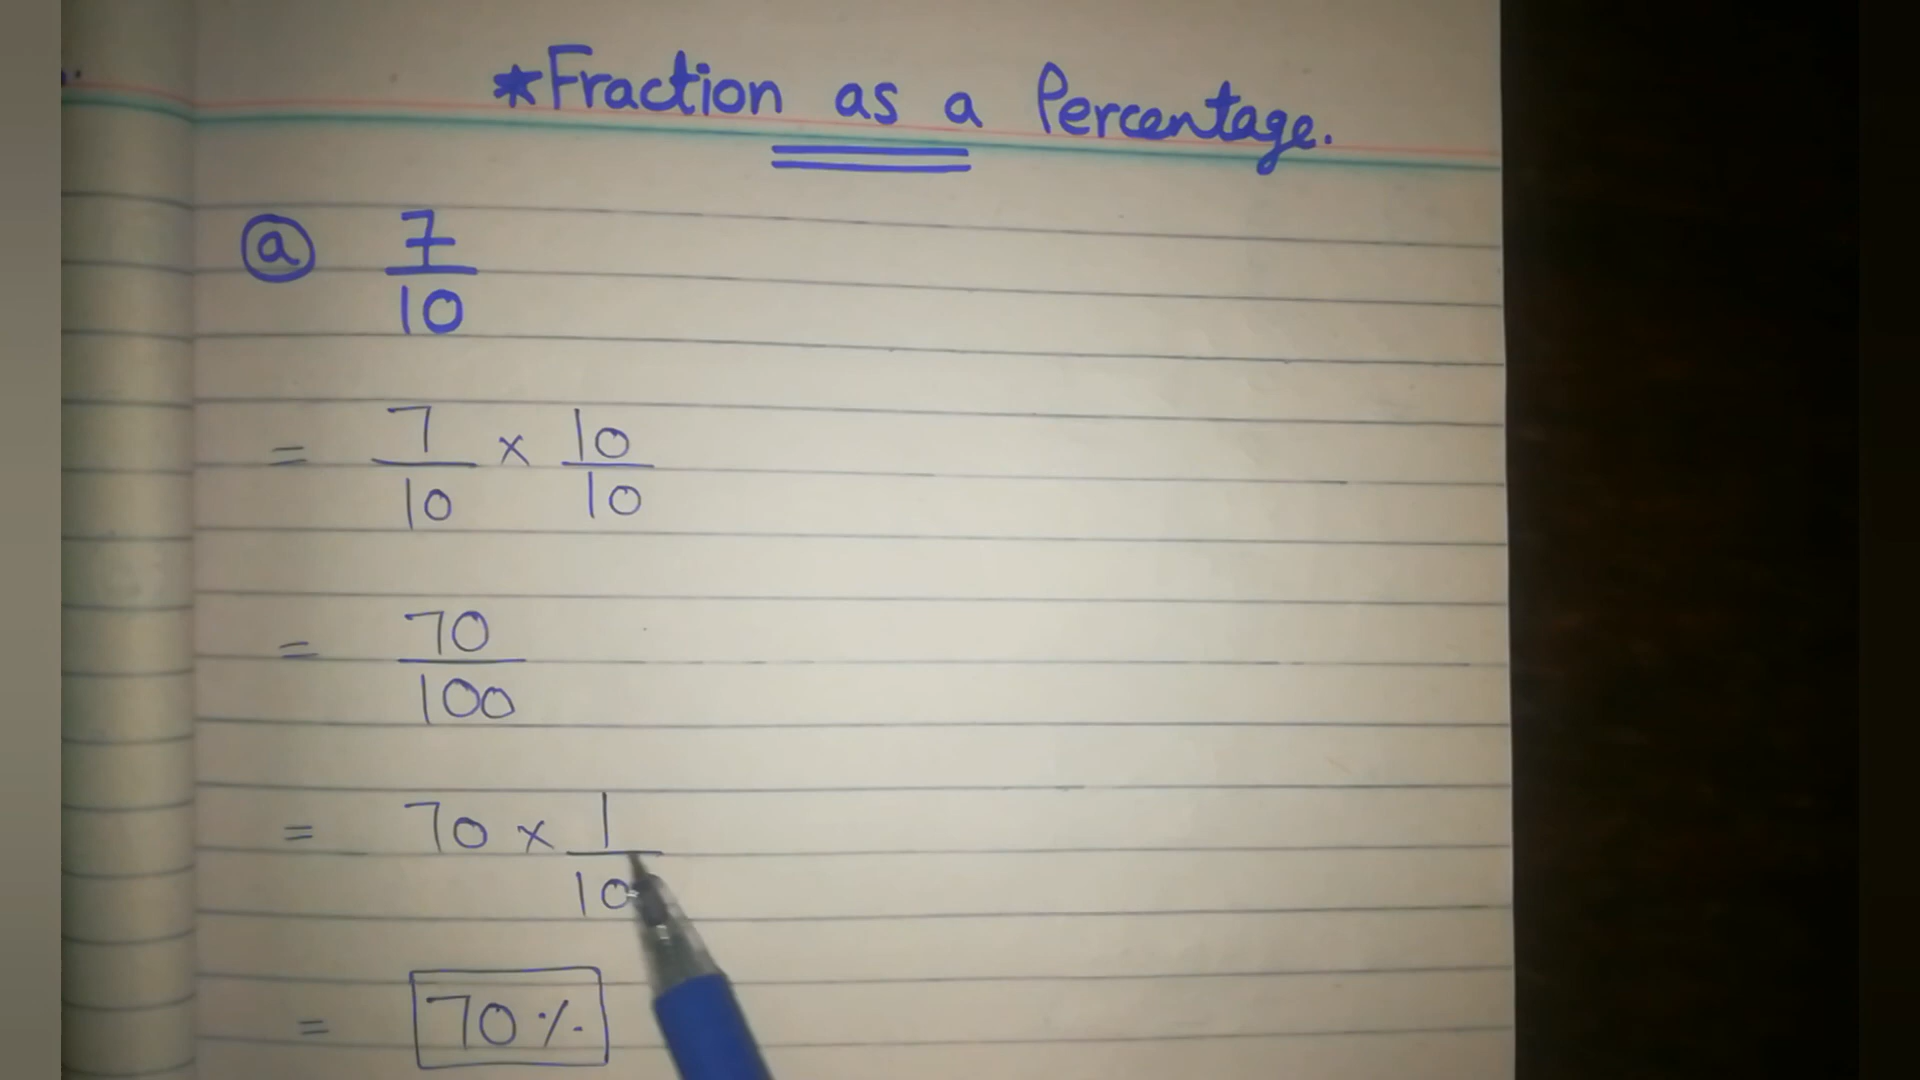 *Fraction as a Percentage.
ⓐ 7/10
= 7/10 × 10/10
= 70/100
= 70 × 1/10
= 70%